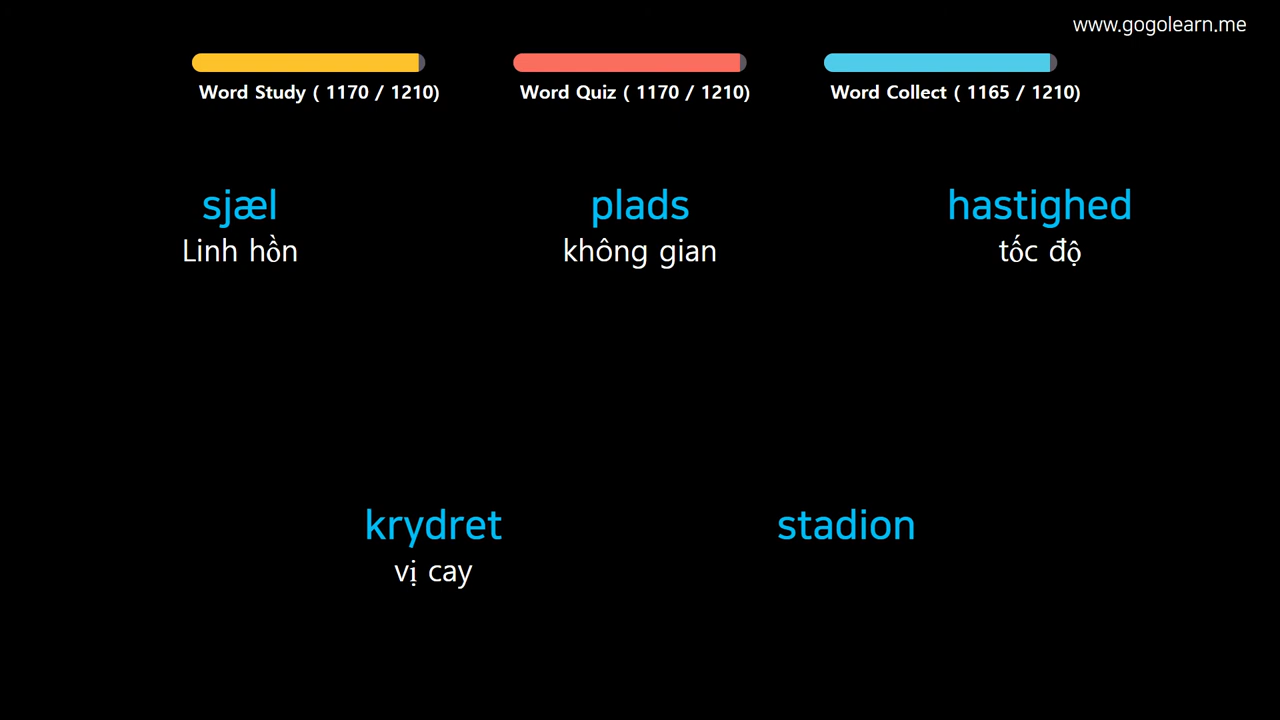 www.gogolearn.me
Word Study ( 1170 / 1210)
Word Quiz ( 1170 / 1210)
Word Collect ( 1165 / 1210)
sjæl
Linh hồn
plads
không gian
hastighed
tốc độ
krydret
vị cay
stadion